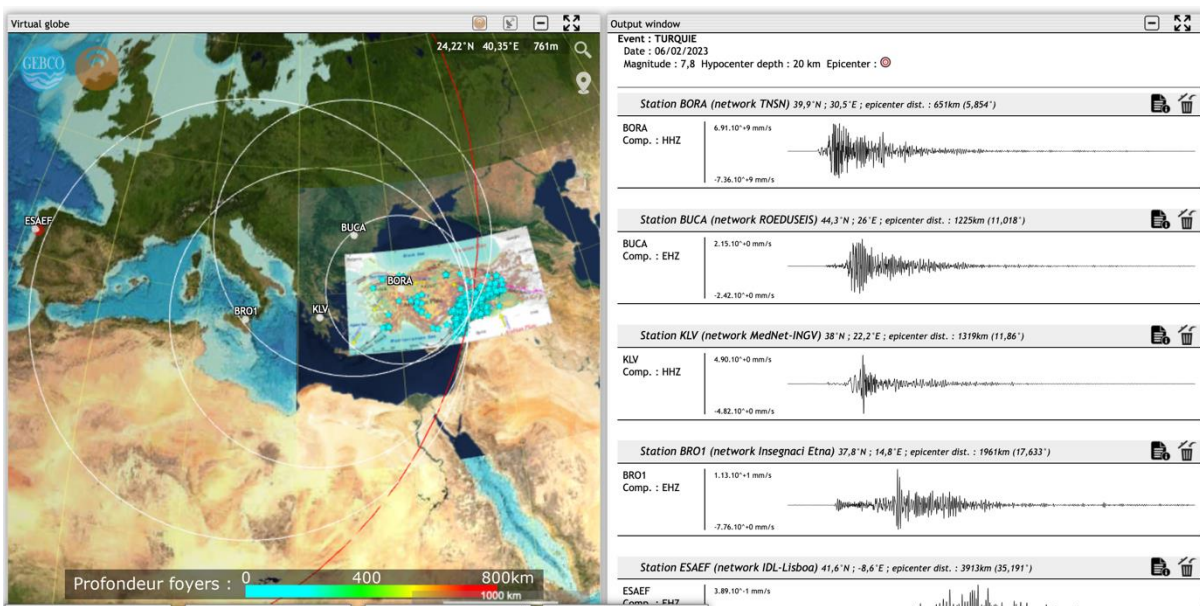 Virtual globe
GEBCO
24,22°N 40,35°E 761m
ESAEF
BUCA
BORA
BRO1
KLV
Profondeur foyers : 0 400 800km
1000 km
Output window
Event : TURQUIE
Date : 06/02/2023
Magnitude : 7,8 Hypocenter depth : 20 km Epicenter :
Station BORA (network TNSN) 39,9°N ; 30,5°E ; epicenter dist. : 651km (5,854°)
BORA
Comp. : HHZ
6.91.10^+9 mm/s
-7.36.10^+9 mm/s
Station BUCA (network ROEDUSEIS) 44,3°N ; 26°E ; epicenter dist. : 1225km (11,018°)
BUCA
Comp. : EHZ
2.15.10^+0 mm/s
-2.42.10^+0 mm/s
Station KLV (network MedNet-INGV) 38°N ; 22,2°E ; epicenter dist. : 1319km (11,86°)
KLV
Comp. : HHZ
4.90.10^+0 mm/s
-4.82.10^+0 mm/s
Station BRO1 (network Insegnaci Etna) 37,8°N ; 14,8°E ; epicenter dist. : 1961km (17,633°)
BRO1
Comp. : EHZ
1.13.10^+1 mm/s
-7.76.10^+0 mm/s
Station ESAEF (network IDL-Lisboa) 41,6°N ; -8,6°E ; epicenter dist. : 3913km (35,191°)
ESAEF
Comp. : EHZ
3.89.10^-1 mm/s